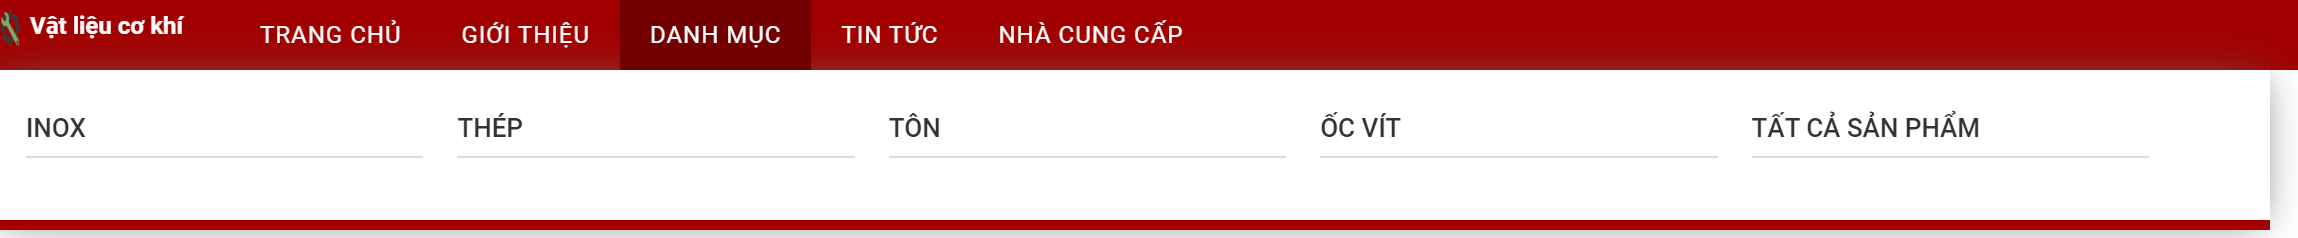 Vật liệu cơ khí
TRANG CHỦ GIỚI THIỆU DANH MỤC TIN TỨC NHÀ CUNG CẤP
INOX THÉP TÔN ỐC VÍT TẤT CẢ SẢN PHẨM